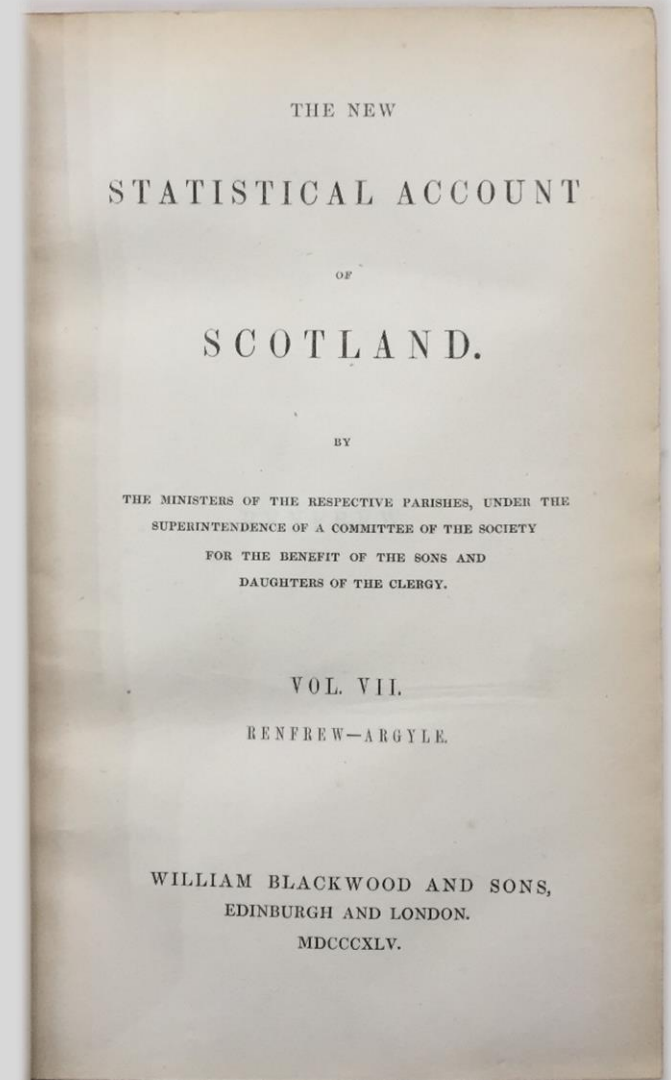 THE NEW
STATISTICAL ACCOUNT
OF
SCOTLAND.
BY
THE MINISTERS OF THE RESPECTIVE PARISHES, UNDER THE
SUPERINTENDENCE OF A COMMITTEE OF THE SOCIETY
FOR THE BENEFIT OF THE SONS AND
DAUGHTERS OF THE CLERGY.
VOL. VII.
RENFREW—ARGYLE.
WILLIAM BLACKWOOD AND SONS,
EDINBURGH AND LONDON.
MDCCCXLV.